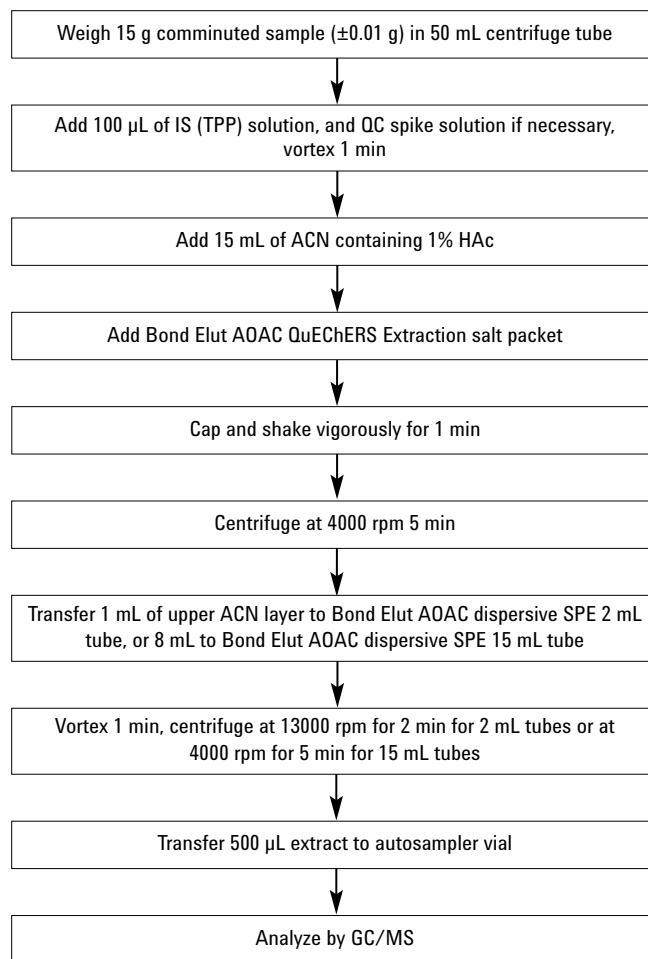 Weigh 15 g comminuted sample (±0.01 g) in 50 mL centrifuge tube
Add 100 µL of IS (TPP) solution, and QC spike solution if necessary,
vortex 1 min
Add 15 mL of ACN containing 1% HAc
Add Bond Elut AOAC QuEChERS Extraction salt packet
Cap and shake vigorously for 1 min
Centrifuge at 4000 rpm 5 min
Transfer 1 mL of upper ACN layer to Bond Elut AOAC dispersive SPE 2 mL
tube, or 8 mL to Bond Elut AOAC dispersive SPE 15 mL tube
Vortex 1 min, centrifuge at 13000 rpm for 2 min for 2 mL tubes or at
4000 rpm for 5 min for 15 mL tubes
Transfer 500 µL extract to autosampler vial
Analyze by GC/MS